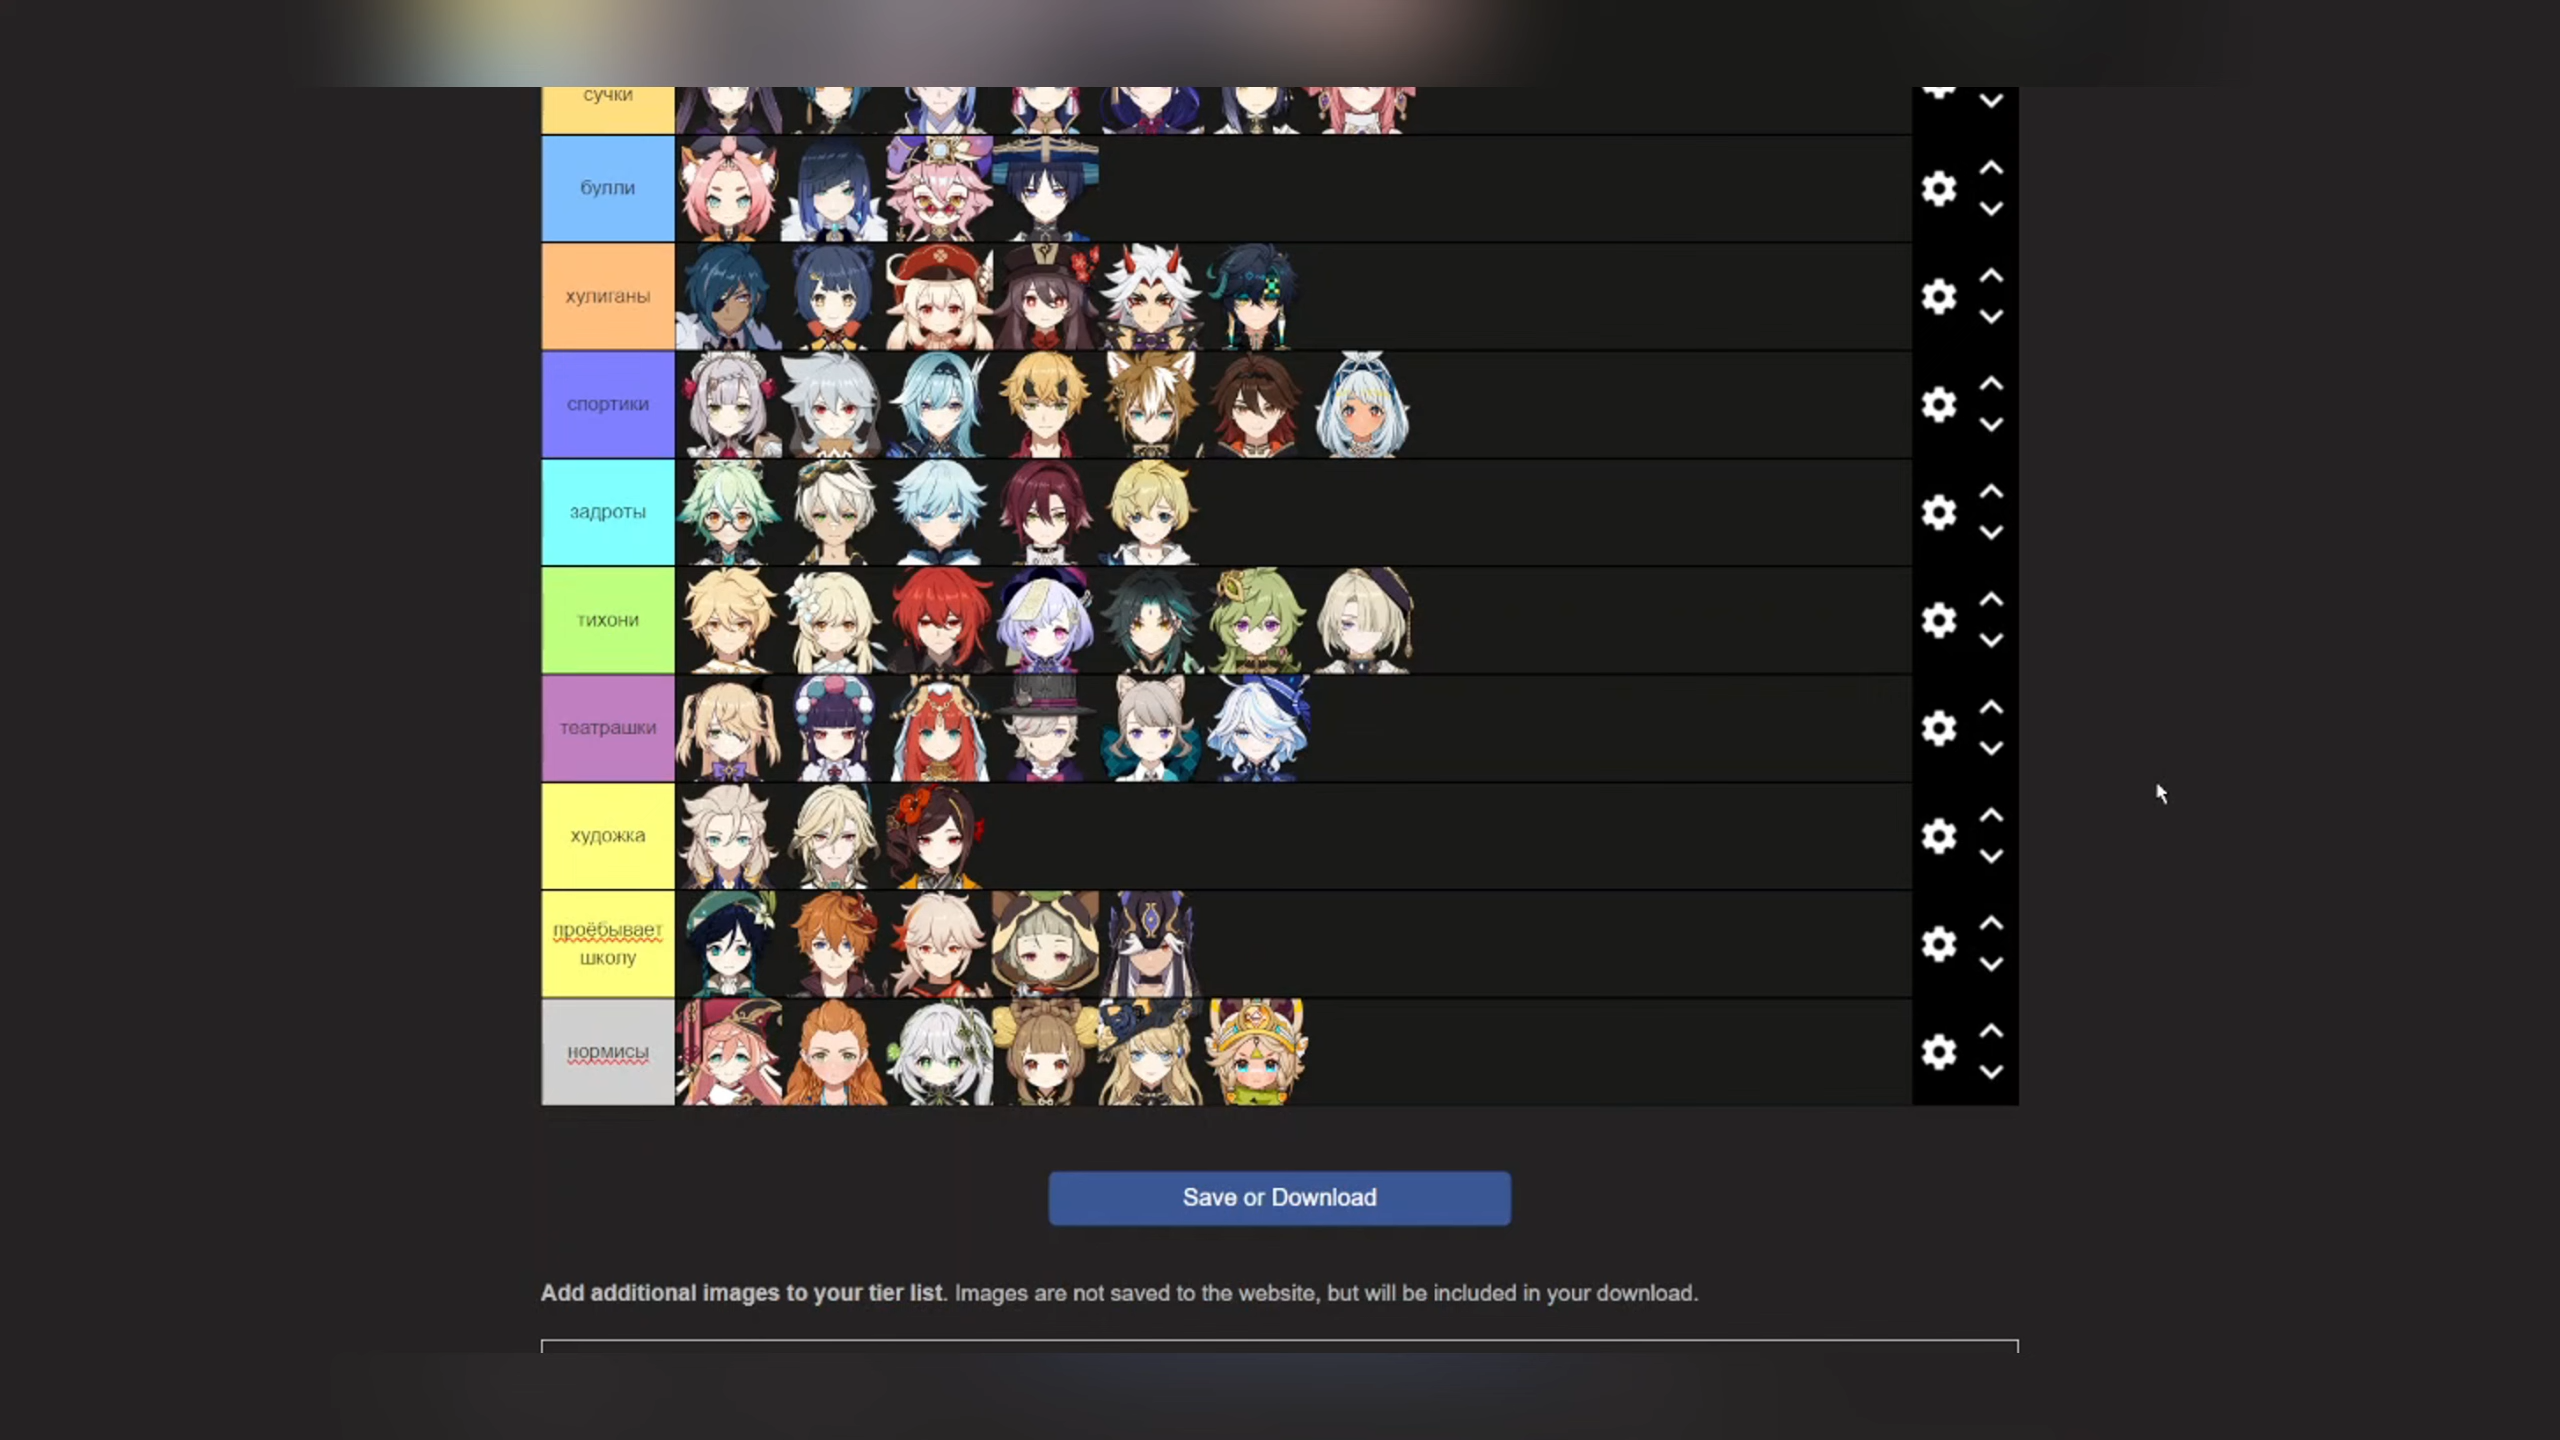 сучки
булли
хулиганы
спортики
задроты
тихони
театрашки
художка
проёбывает
школу
нормисы
Save or Download
Add additional images to your tier list. Images are not saved to the website, but will be included in your download.